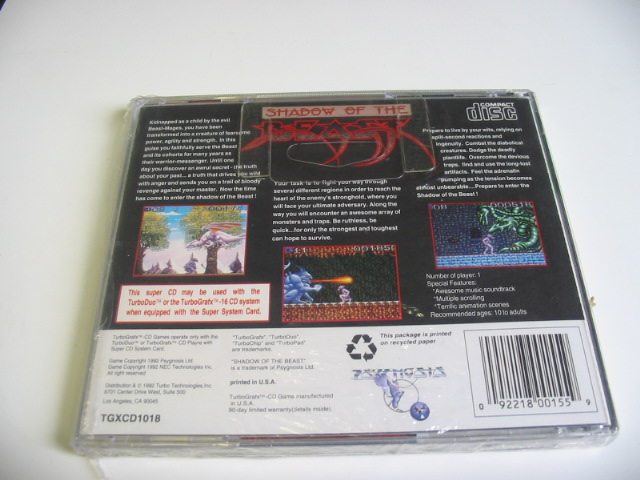 SHADOW OF THE
BEAST
COMPACT
disc
Kidnapped as a child by the evil
Beast-Mages, you have been
transformed into a creature of fearsome
power, agility and strength. In this
guise you faithfully serve the Beast
and its cohorts for many years as
their warrior-messenger. Until one
day you discover an awful secret - the truth
about your past... a truth that drives you wild
with anger and sends you on a trail of bloody
revenge against your master. Now the time
has come to enter the shadow of the Beast !
Your task is to fight your way through
several different regions in order to reach the
heart of the enemy's stronghold, where you
will face your ultimate adversary. Along the
way you will encounter an awesome array of
monsters and traps. Be ruthless, be
quick...for only the strongest and toughest
can hope to survive.
Prepare to live by your wits, relying on
split-second reactions and
ingenuity. Combat the diabolical
creatures. Dodge the deadly
plantlife. Overcome the devious
traps, find and use the long-lost
artifacts. Feel the adrenalin
pumping as the tension becomes
almost unbearable...Prepare to enter the
Shadow of the Beast !
This super CD may be used with the
TurboDuo™ or the TurboGrafx™-16 CD system
when equipped with the Super System Card.
Number of player: 1
Special Features:
*Awesome music soundtrack
*Multiple scrolling
*Terrific animation scenes
Recommended ages: 10 to adults
TurboGrafx™-CD Games operate only with the
TurboDuo™ or TurboGrafx™-CD Player with
Super CD System Card.
Game Copyright 1992 Psygnosis Ltd.
Game Copyright 1992 NEC Technologies Inc.
All right reserved
Distribution & © 1992 Turbo Technologies,Inc.
6701 Center Drive West, Suite 500
Los Angeles, CA 90045
TGXCD1018
"TurboGrafx", "TurboDuo",
"TurboChip" and "TurboPad"
are trademarks.
"SHADOW OF THE BEAST"
is a trademark of Psygnosis Ltd.
printed in U.S.A.
TurboGrafx™-CD Game manufactured
in U.S.A.
90-day limited warranty(details inside).
This package is printed
on recycled paper
PSYGNOSIS
0 92218 00155 9